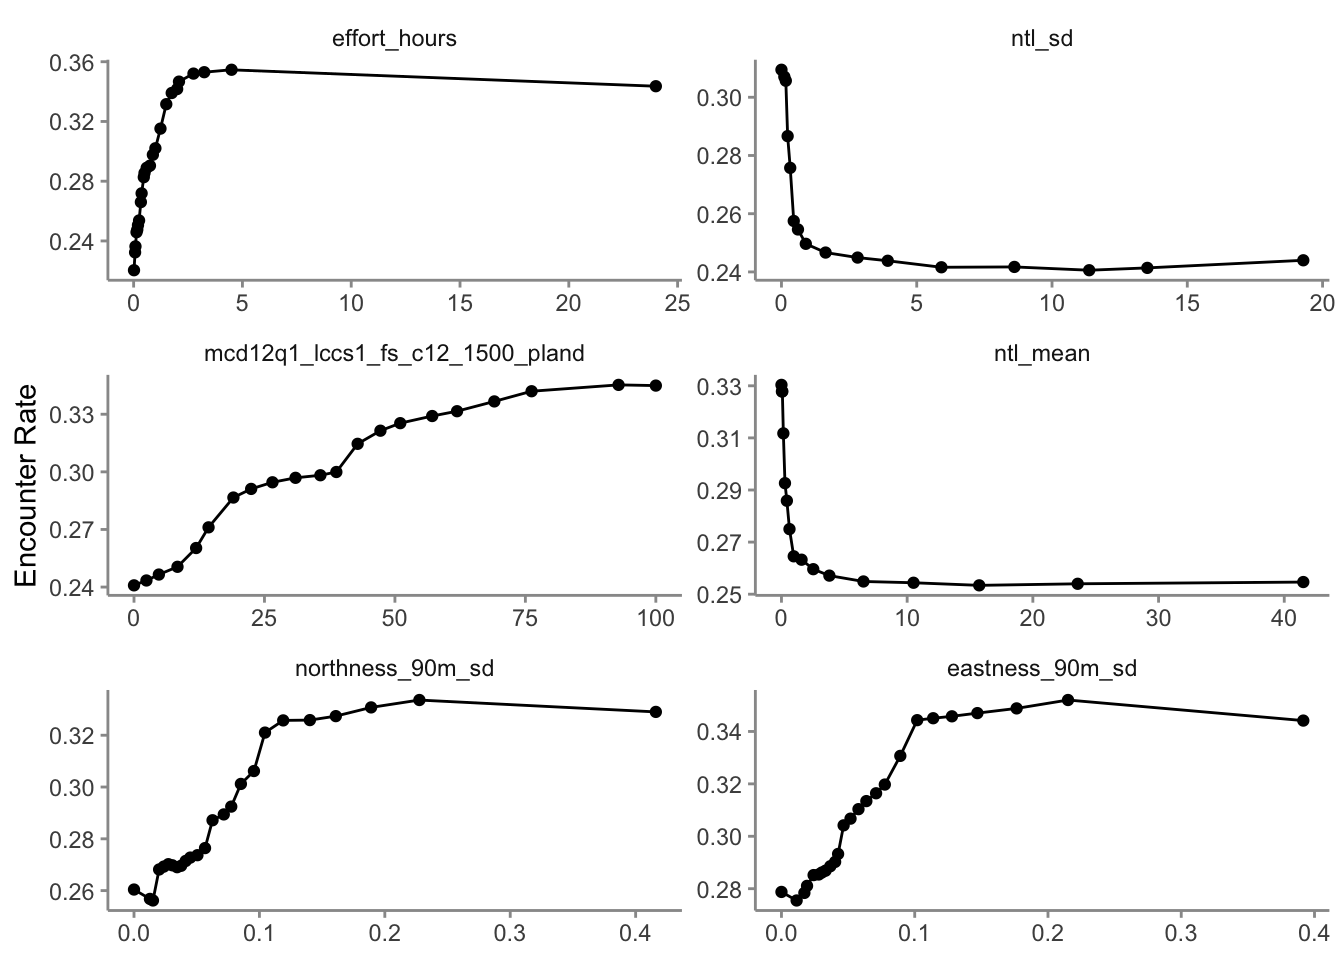 effort_hours
0.36
0.32
0.28
0.24
0 5 10 15 20 25
ntl_sd
0.30
0.28
0.26
0.24
0 5 10 15 20
Encounter Rate
mcd12q1_lccs1_fs_c12_1500_pland
0.33
0.30
0.27
0.24
0 25 50 75 100
ntl_mean
0.33
0.31
0.29
0.27
0.25
0 10 20 30 40
northness_90m_sd
0.32
0.30
0.28
0.26
0.0 0.1 0.2 0.3 0.4
eastness_90m_sd
0.34
0.32
0.30
0.28
0.0 0.1 0.2 0.3 0.4